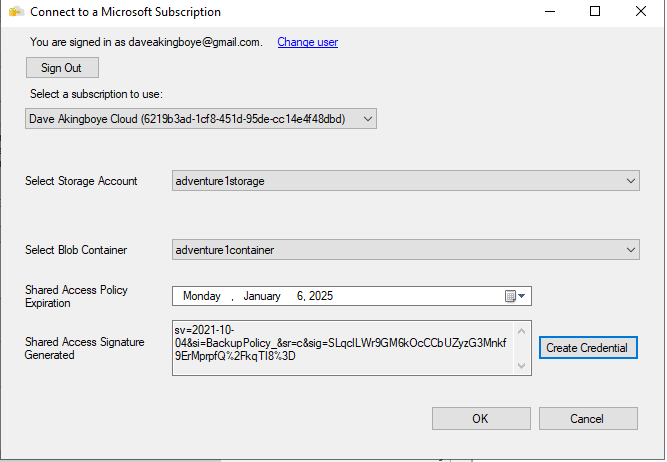 Connect to a Microsoft Subscription
You are signed in as daveakingboye@gmail.com. Change user
Sign Out
Select a subscription to use:
Dave Akingboye Cloud (6219b3ad-1cf8-451d-95de-cc14e4f48dbd)
Select Storage Account
adventure1storage
Select Blob Container
adventure1container
Shared Access Policy
Expiration
Monday , January 6, 2025
Shared Access Signature
Generated
sv=2021-10-
04&si=BackupPolicy_&sr=c&sig=SLqclLWr9GM6kOcCCbUZyzG3Mnkf
9ErMprpfQ%2FkqTI8%3D
Create Credential
OK
Cancel